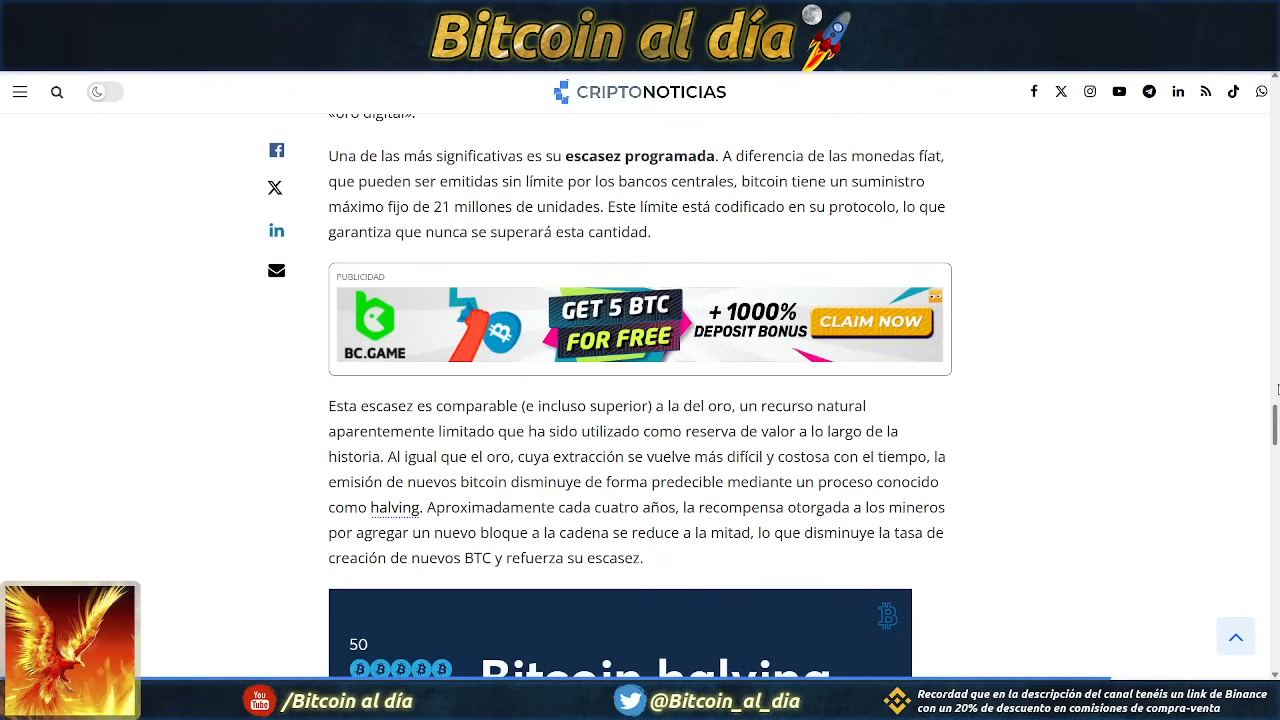 Bitcoin al día
CRIPTONOTICIAS
«oro digital».
Una de las más significativas es su escasez programada. A diferencia de las monedas fíat,
que pueden ser emitidas sin límite por los bancos centrales, bitcoin tiene un suministro
máximo fijo de 21 millones de unidades. Este límite está codificado en su protocolo, lo que
garantiza que nunca se superará esta cantidad.
PUBLICIDAD
BC.GAME
GET 5 BTC
FOR FREE
+ 1000%
DEPOSIT BONUS
CLAIM NOW
Esta escasez es comparable (e incluso superior) a la del oro, un recurso natural
aparentemente limitado que ha sido utilizado como reserva de valor a lo largo de la
historia. Al igual que el oro, cuya extracción se vuelve más difícil y costosa con el tiempo, la
emisión de nuevos bitcoin disminuye de forma predecible mediante un proceso conocido
como halving. Aproximadamente cada cuatro años, la recompensa otorgada a los mineros
por agregar un nuevo bloque a la cadena se reduce a la mitad, lo que disminuye la tasa de
creación de nuevos BTC y refuerza su escasez.
50
Bitcoin halving
You Tube
/Bitcoin al día
@Bitcoin_al_dia
Recordad que en la descripción del canal tenéis un link de Binance
con un 20% de descuento en comisiones de compra-venta